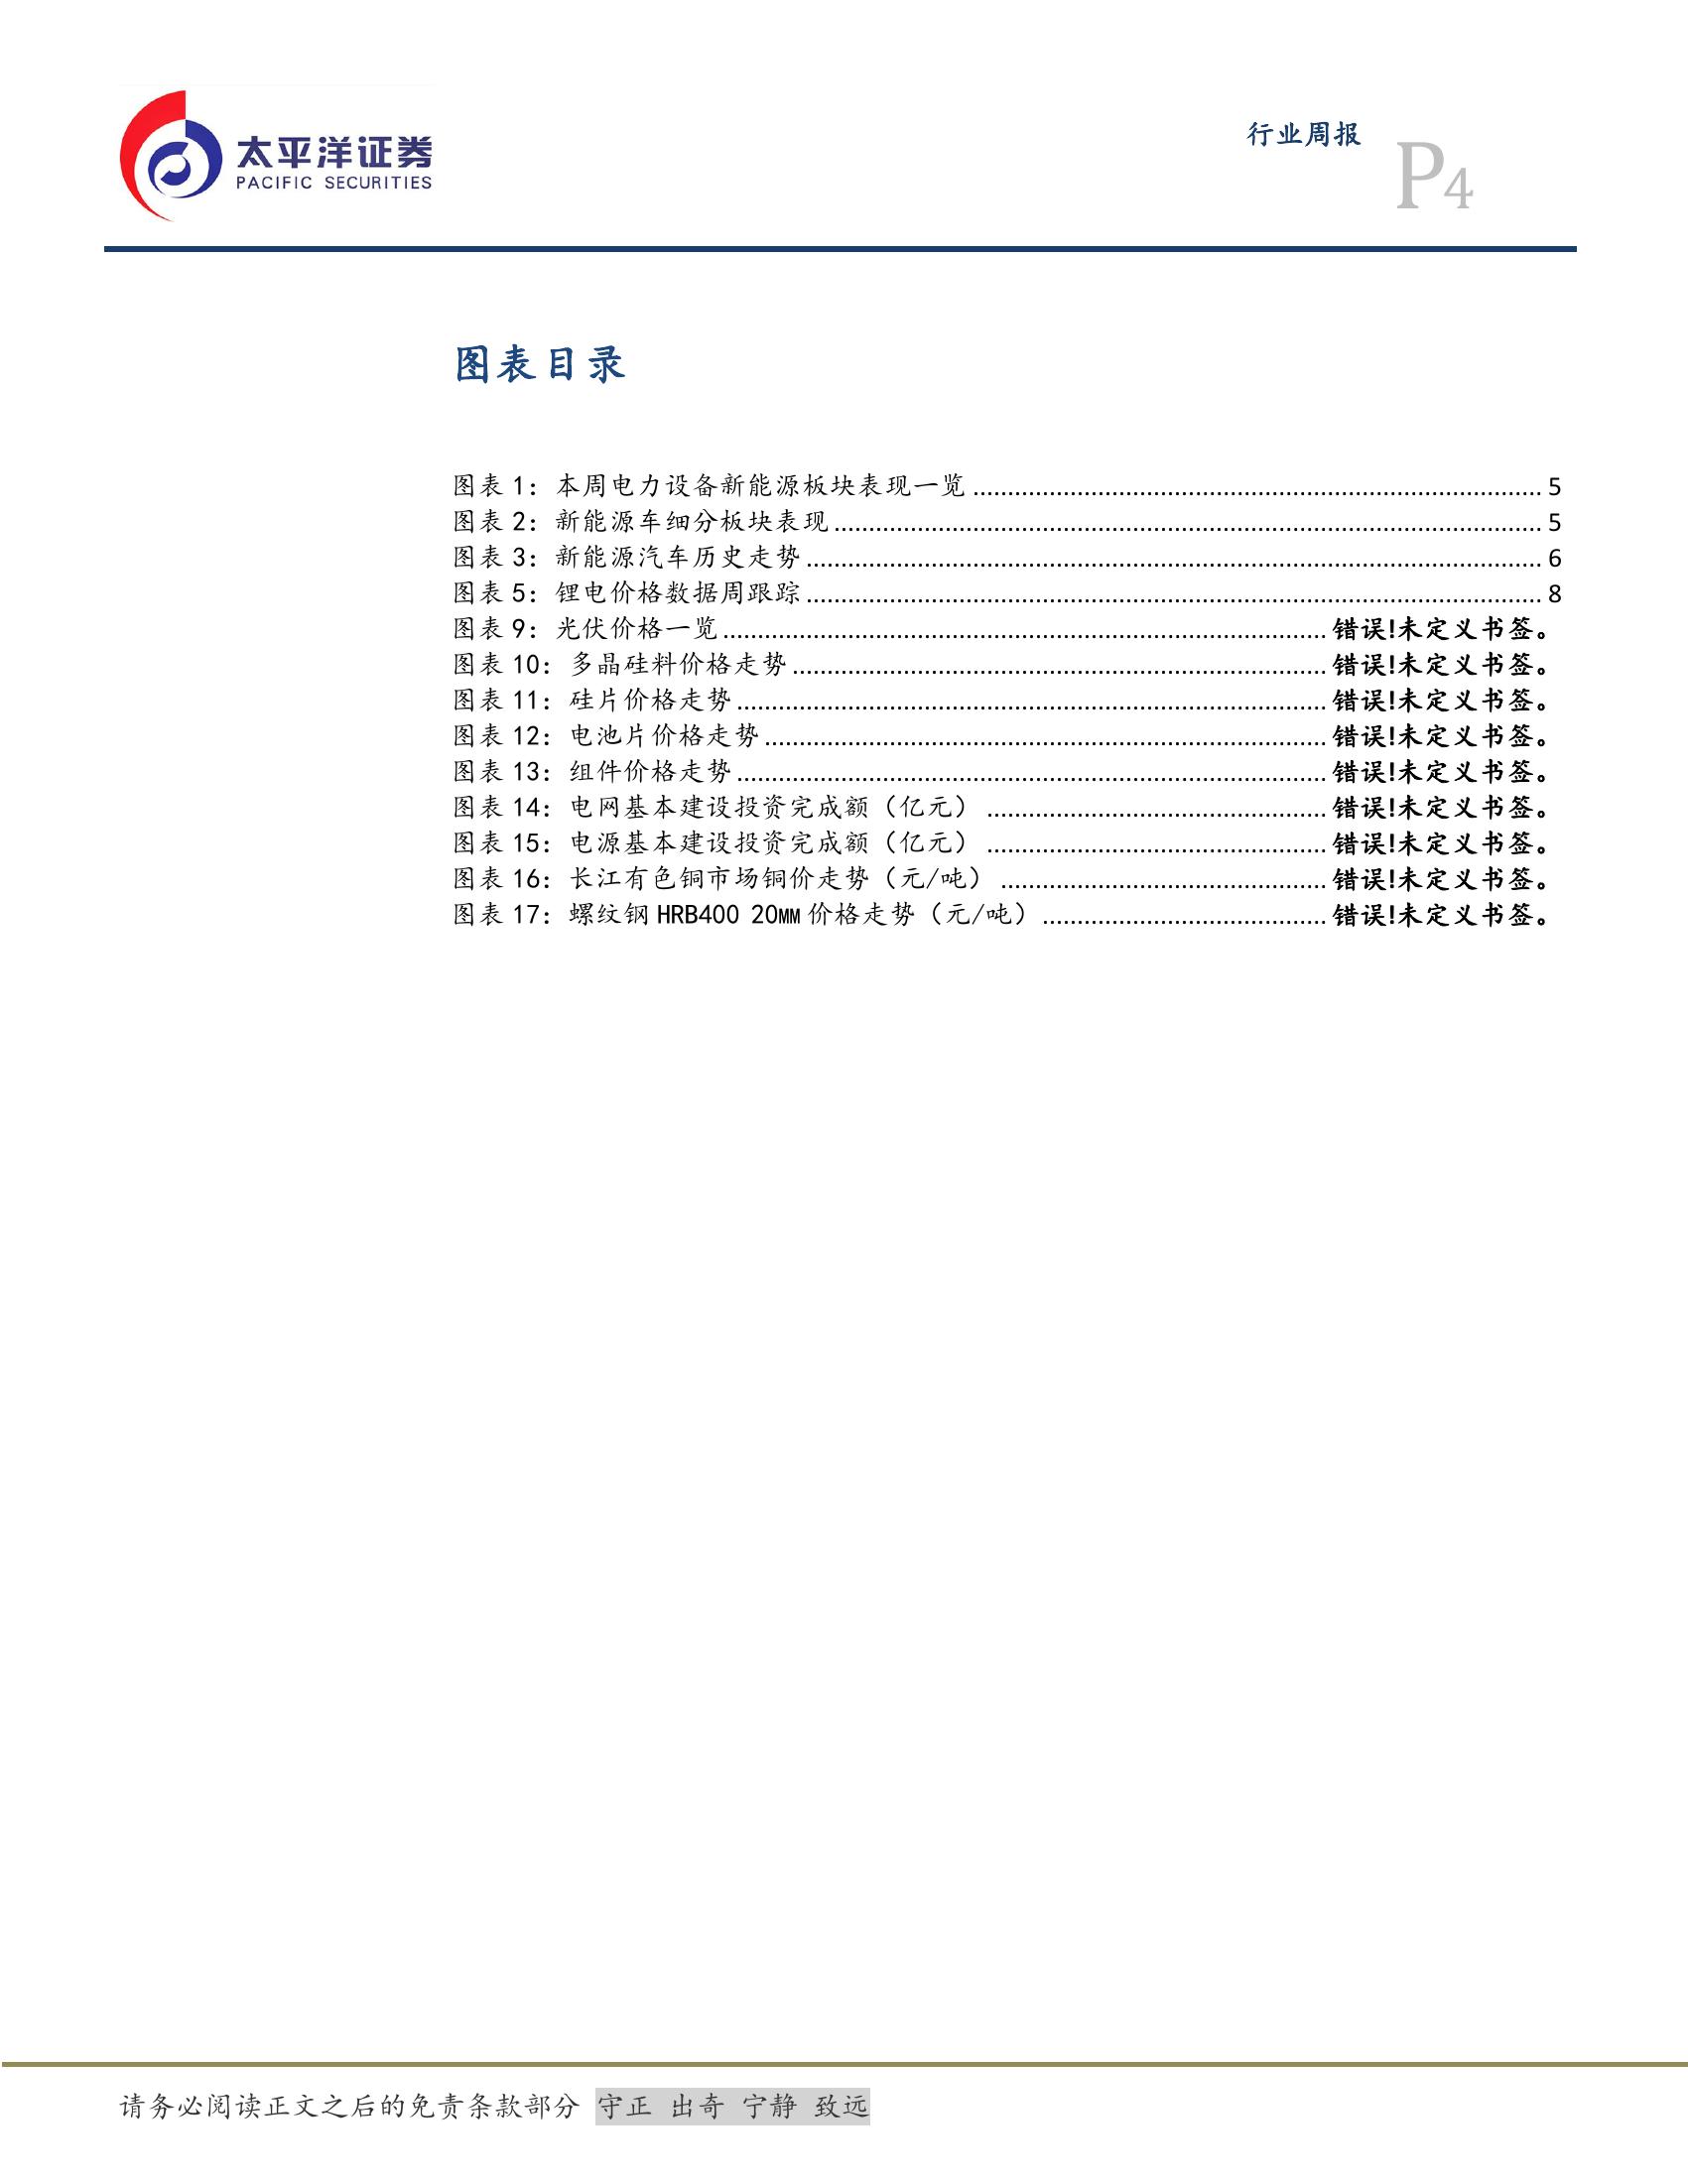 太平洋证券
PACIFIC SECURITIES
行业周报
P4
图表目录
图表 1：本周电力设备新能源板块表现一览 5
图表 2：新能源车细分板块表现 5
图表 3：新能源汽车历史走势 6
图表 5：锂电价格数据周跟踪 8
图表 9：光伏价格一览 错误!未定义书签。
图表 10：多晶硅料价格走势 错误!未定义书签。
图表 11：硅片价格走势 错误!未定义书签。
图表 12：电池片价格走势 错误!未定义书签。
图表 13：组件价格走势 错误!未定义书签。
图表 14：电网基本建设投资完成额（亿元） 错误!未定义书签。
图表 15：电源基本建设投资完成额（亿元） 错误!未定义书签。
图表 16：长江有色铜市场铜价走势（元/吨） 错误!未定义书签。
图表 17：螺纹钢 HRB400 20MM 价格走势（元/吨） 错误!未定义书签。
请务必阅读正文之后的免责条款部分 守正 出奇 宁静 致远